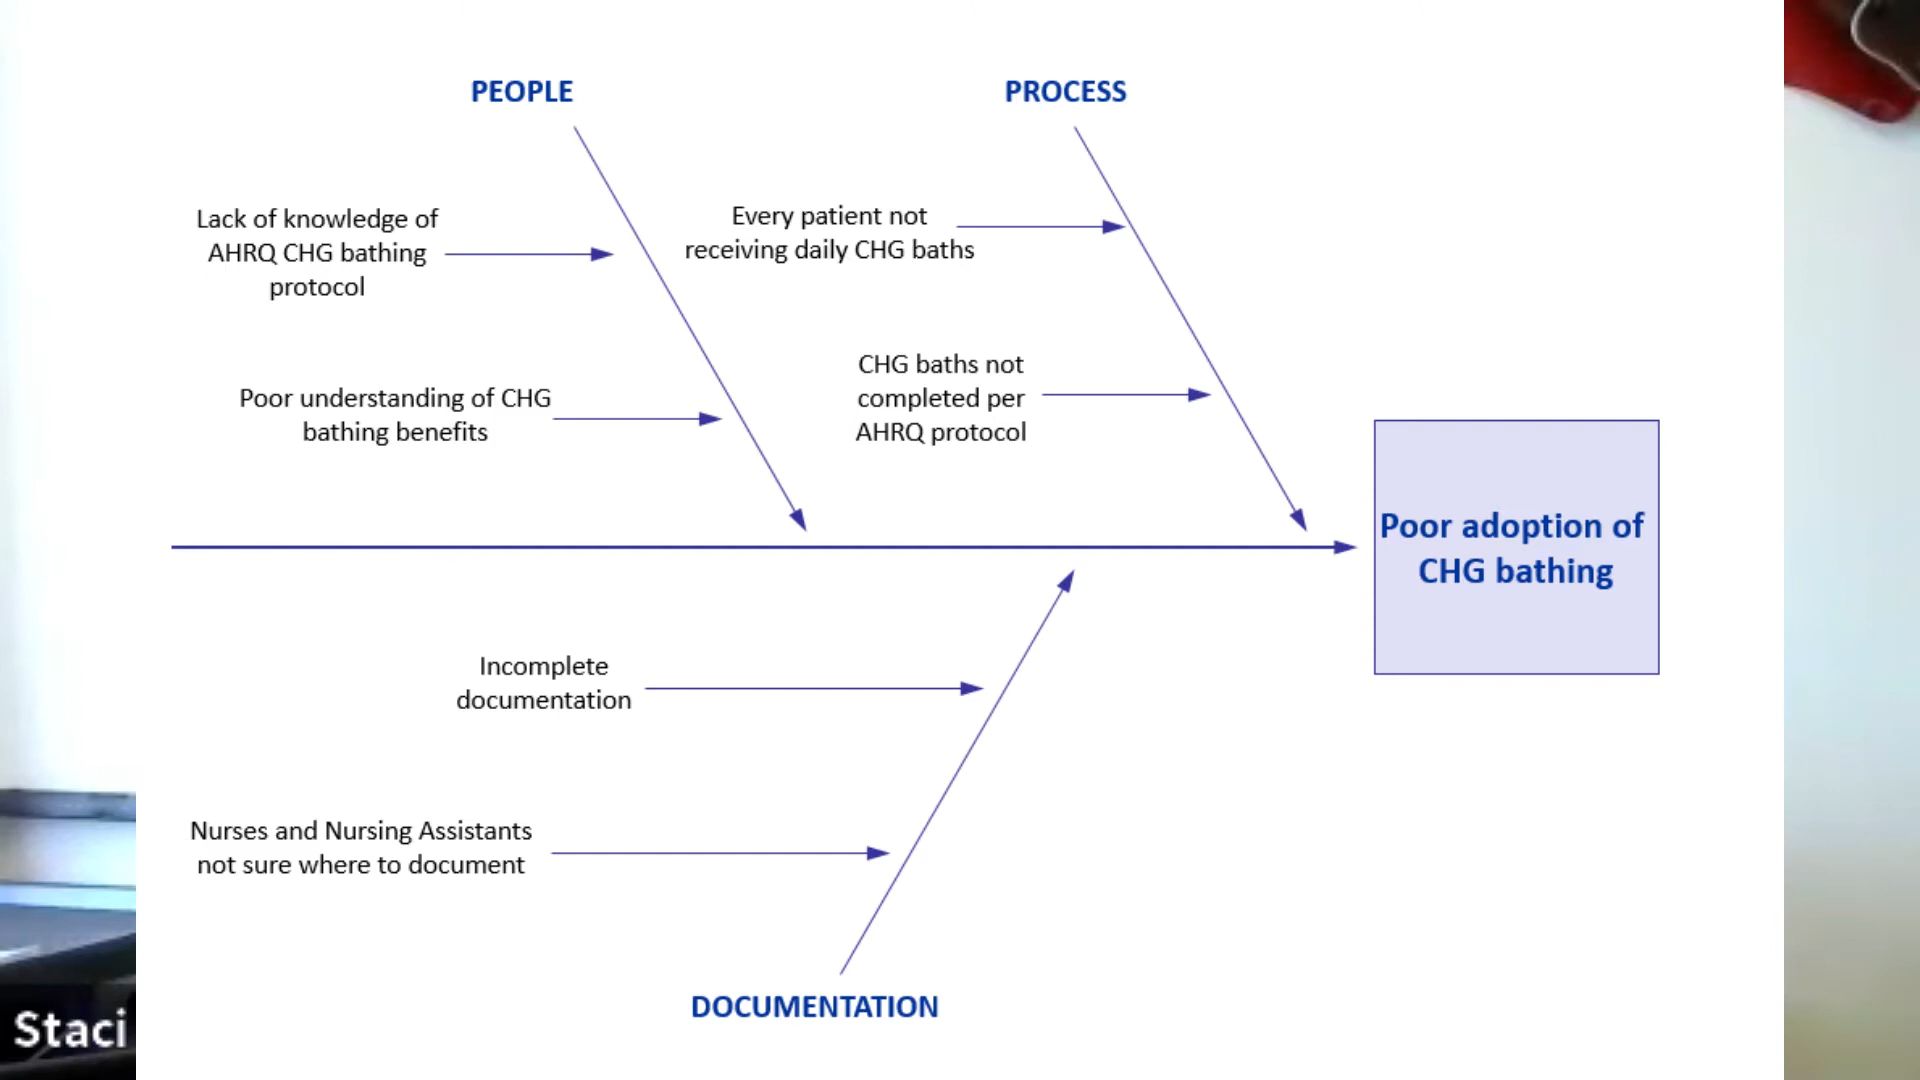 PEOPLE
PROCESS
Lack of knowledge of
AHRQ CHG bathing
protocol
Every patient not
receiving daily CHG baths
Poor understanding of CHG
bathing benefits
CHG baths not
completed per
AHRQ protocol
Poor adoption of
CHG bathing
Incomplete
documentation
Nurses and Nursing Assistants
not sure where to document
DOCUMENTATION
Staci